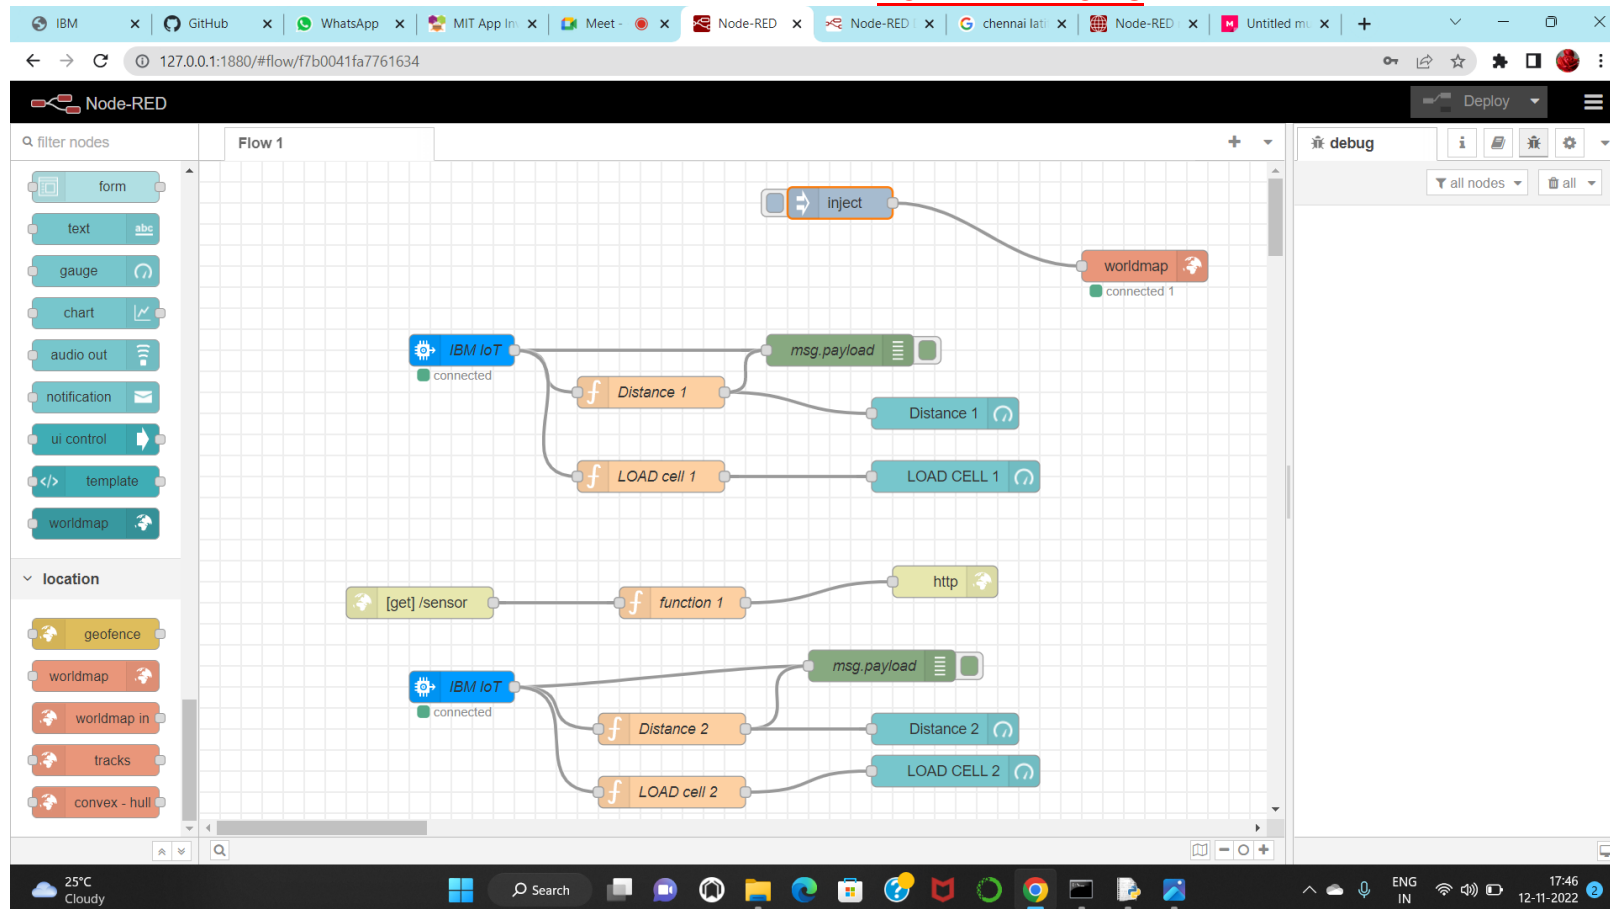 IBM
GitHub
WhatsApp
MIT App In
Meet -
Node-RED
Node-RED
chennai lati
Node-RED
Untitled mu
127.0.0.1:1880/#flow/f7b0041fa7761634
Node-RED
Deploy
filter nodes
Flow 1
debug
all nodes
all
form
text
abc
gauge
chart
audio out
notification
ui control
</> template
worldmap
location
geofence
worldmap
worldmap in
tracks
convex - hull
inject
worldmap
connected 1
IBM IoT
connected
msg.payload
f Distance 1
Distance 1
f LOAD cell 1
LOAD CELL 1
[get] /sensor
f function 1
http
IBM IoT
connected
msg.payload
f Distance 2
Distance 2
f LOAD cell 2
LOAD CELL 2
25°C
Cloudy
Search
ENG
IN
17:46
12-11-2022
2